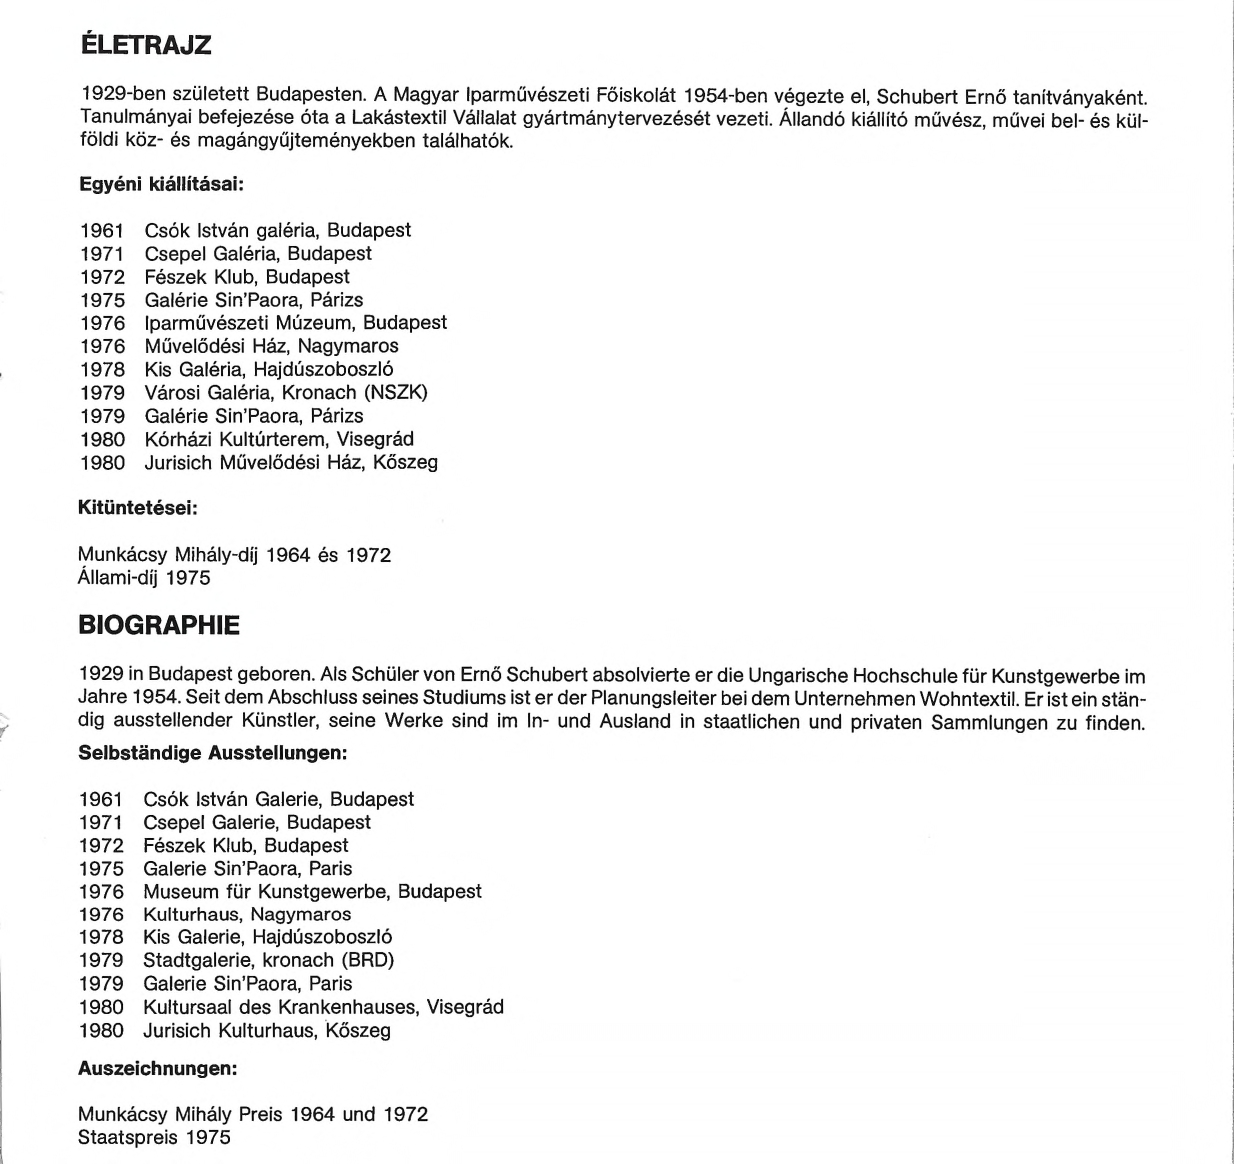 ÉLETRAJZ
1929-ben született Budapesten. A Magyar Iparművészeti Főiskolát 1954-ben végezte el, Schubert Ernő tanítványaként.
Tanulmányai befejezése óta a Lakástextil Vállalat gyártmánytervezését vezeti. Állandó kiállító művész, művei bel- és kül-
földi köz- és magángyűjteményekben találhatók.
Egyéni kiállításai:
1961 Csók István galéria, Budapest
1971 Csepel Galéria, Budapest
1972 Fészek Klub, Budapest
1975 Galérie Sin'Paora, Párizs
1976 Iparművészeti Múzeum, Budapest
1976 Művelődési Ház, Nagymaros
1978 Kis Galéria, Hajdúszoboszló
1979 Városi Galéria, Kronach (NSZK)
1979 Galérie Sin'Paora, Párizs
1980 Kórházi Kultúrterem, Visegrád
1980 Jurisich Művelődési Ház, Kőszeg
Kitüntetései:
Munkácsy Mihály-díj 1964 és 1972
Állami-díj 1975
BIOGRAPHIE
1929 in Budapest geboren. Als Schüler von Ernő Schubert absolvierte er die Ungarische Hochschule für Kunstgewerbe im
Jahre 1954. Seit dem Abschluss seines Studiums ist er der Planungsleiter bei dem Unternehmen Wohntextil. Er ist ein stän-
dig ausstellender Künstler, seine Werke sind im In- und Ausland in staatlichen und privaten Sammlungen zu finden.
Selbständige Ausstellungen:
1961 Csók István Galerie, Budapest
1971 Csepel Galerie, Budapest
1972 Fészek Klub, Budapest
1975 Galerie Sin'Paora, Paris
1976 Museum für Kunstgewerbe, Budapest
1976 Kulturhaus, Nagymaros
1978 Kis Galerie, Hajdúszoboszló
1979 Stadtgalerie, kronach (BRD)
1979 Galerie Sin'Paora, Paris
1980 Kultursaal des Krankenhauses, Visegrád
1980 Jurisich Kulturhaus, Kőszeg
Auszeichnungen:
Munkácsy Mihály Preis 1964 und 1972
Staatspreis 1975